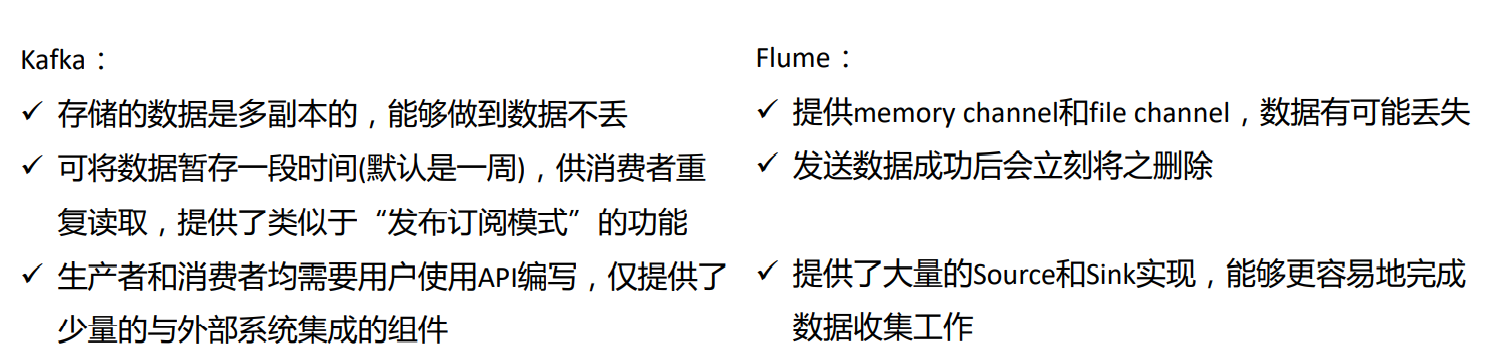 Kafka：
✓ 存储的数据是多副本的，能够做到数据不丢
✓ 可将数据暂存一段时间(默认是一周)，供消费者重
复读取，提供了类似于“发布订阅模式”的功能
✓ 生产者和消费者均需要用户使用API编写，仅提供了
少量的与外部系统集成的组件
Flume：
✓ 提供memory channel和file channel，数据有可能丢失
✓ 发送数据成功后会立刻将之删除
✓ 提供了大量的Source和Sink实现，能够更容易地完成
数据收集工作